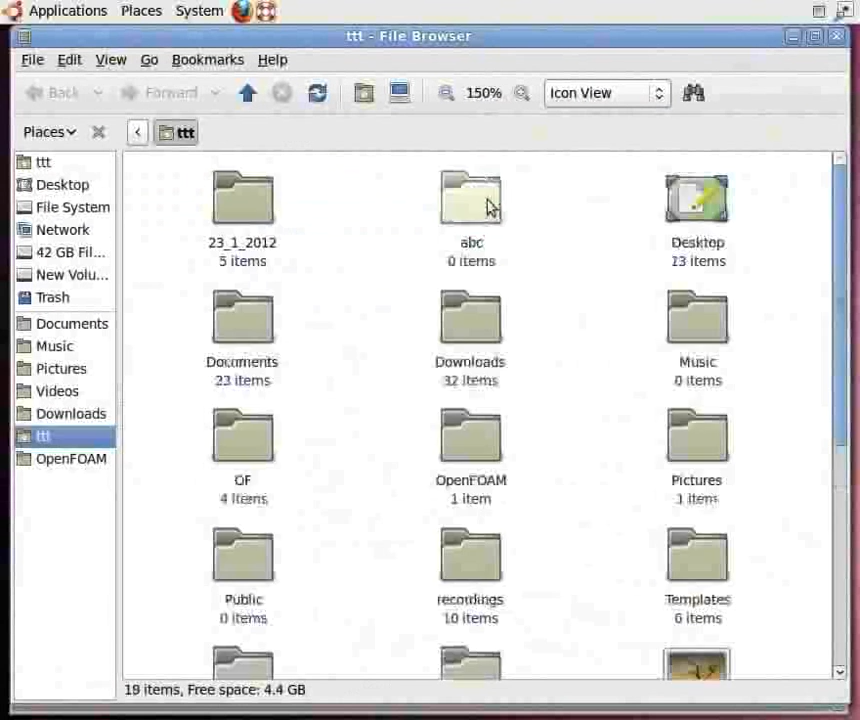 Applications Places System
ttt - File Browser
File Edit View Go Bookmarks Help
Back Forward 150% Icon View
Places ttt
ttt
Desktop
File System
Network
42 GB Fil...
New Volu...
Trash
Documents
Music
Pictures
Videos
Downloads
ttt
OpenFOAM
23_1_2012 abc Desktop
5 items 0 items 13 items
Documents Downloads Music
23 items 32 items 0 items
OF OpenFOAM Pictures
4 items 1 item 1 item
Public recordings Templates
0 items 10 items 6 items
19 items, Free space: 4.4 GB